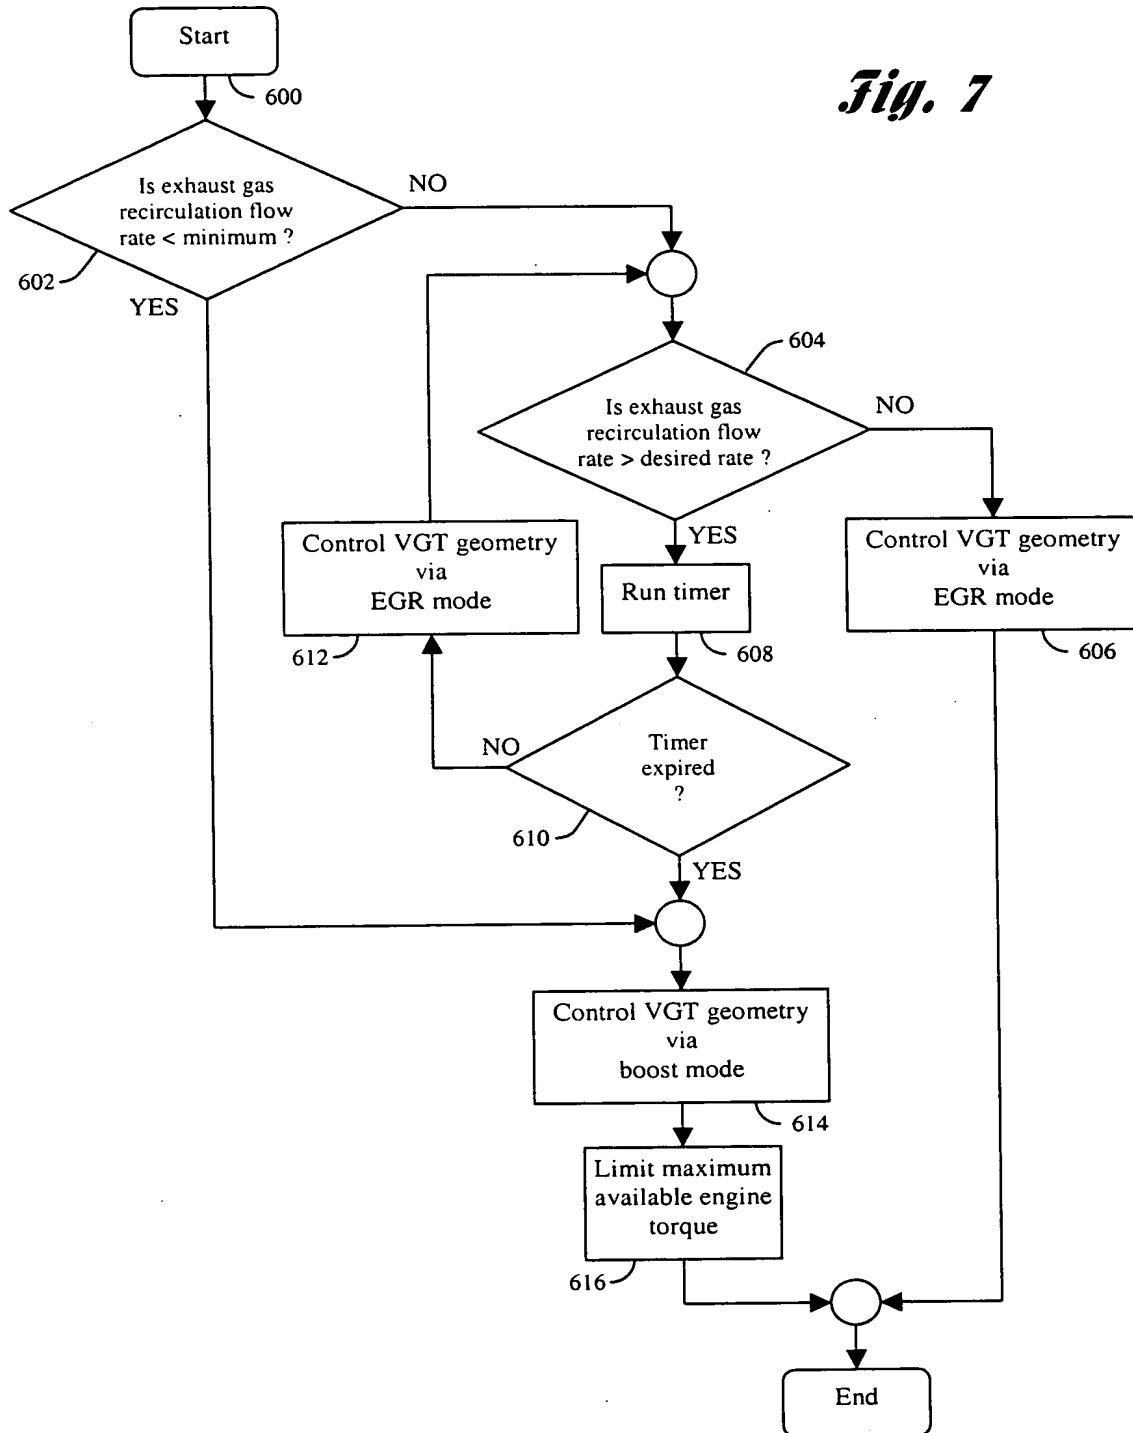 Start
600
Fig. 7
Is exhaust gas
recirculation flow
rate < minimum ?
NO
602
YES
604
Is exhaust gas
recirculation flow
rate > desired rate ?
NO
YES
Control VGT geometry
via
EGR mode
612
Run timer
608
Control VGT geometry
via
EGR mode
606
NO
Timer
expired
?
610
YES
Control VGT geometry
via
boost mode
614
Limit maximum
available engine
torque
616
End